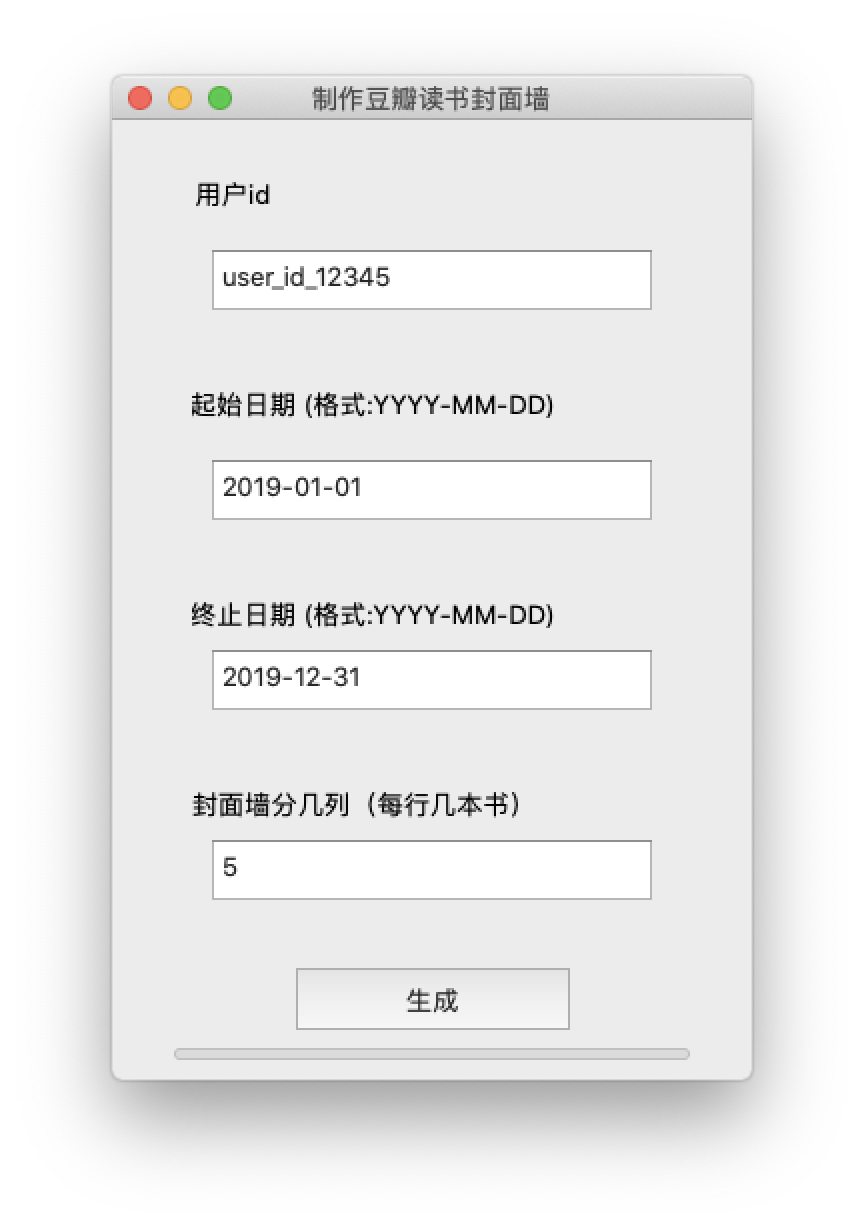 制作豆瓣读书封面墙
用户id
user_id_12345
起始日期 (格式:YYYY-MM-DD)
2019-01-01
终止日期 (格式:YYYY-MM-DD)
2019-12-31
封面墙分几列（每行几本书）
5
生成